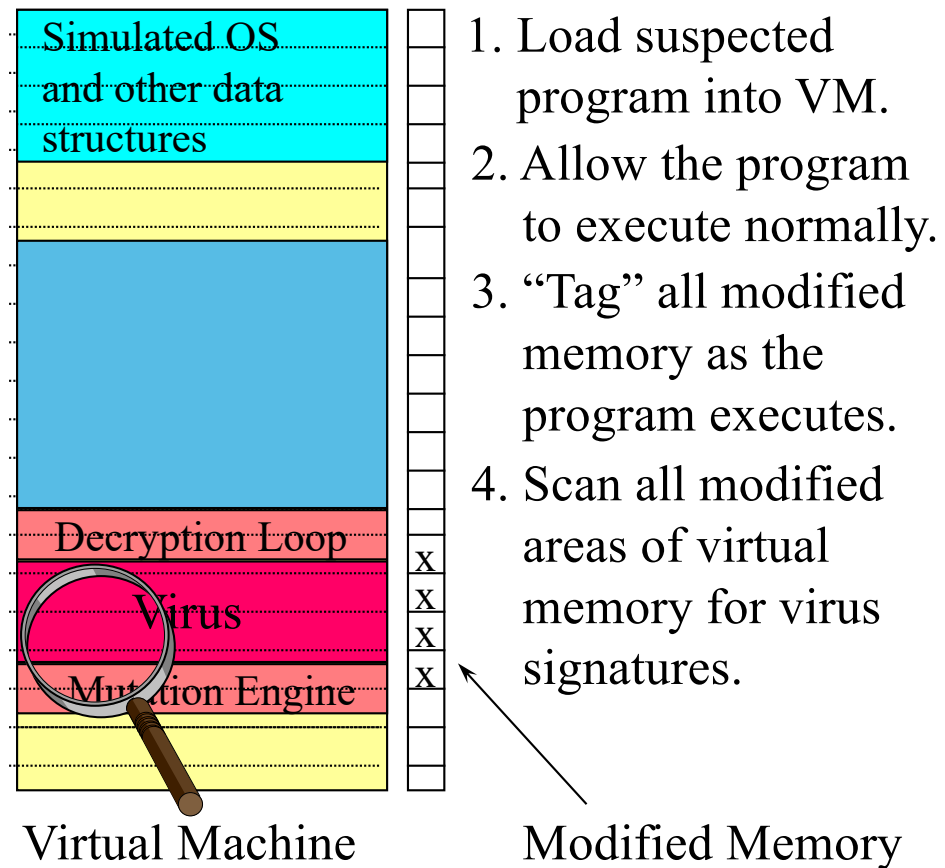 Simulated OS
and other data
structures
Decryption Loop
Virus
Mutation Engine
x
x
x
x
Virtual Machine
1. Load suspected
program into VM.
2. Allow the program
to execute normally.
3. “Tag” all modified
memory as the
program executes.
4. Scan all modified
areas of virtual
memory for virus
signatures.
Modified Memory